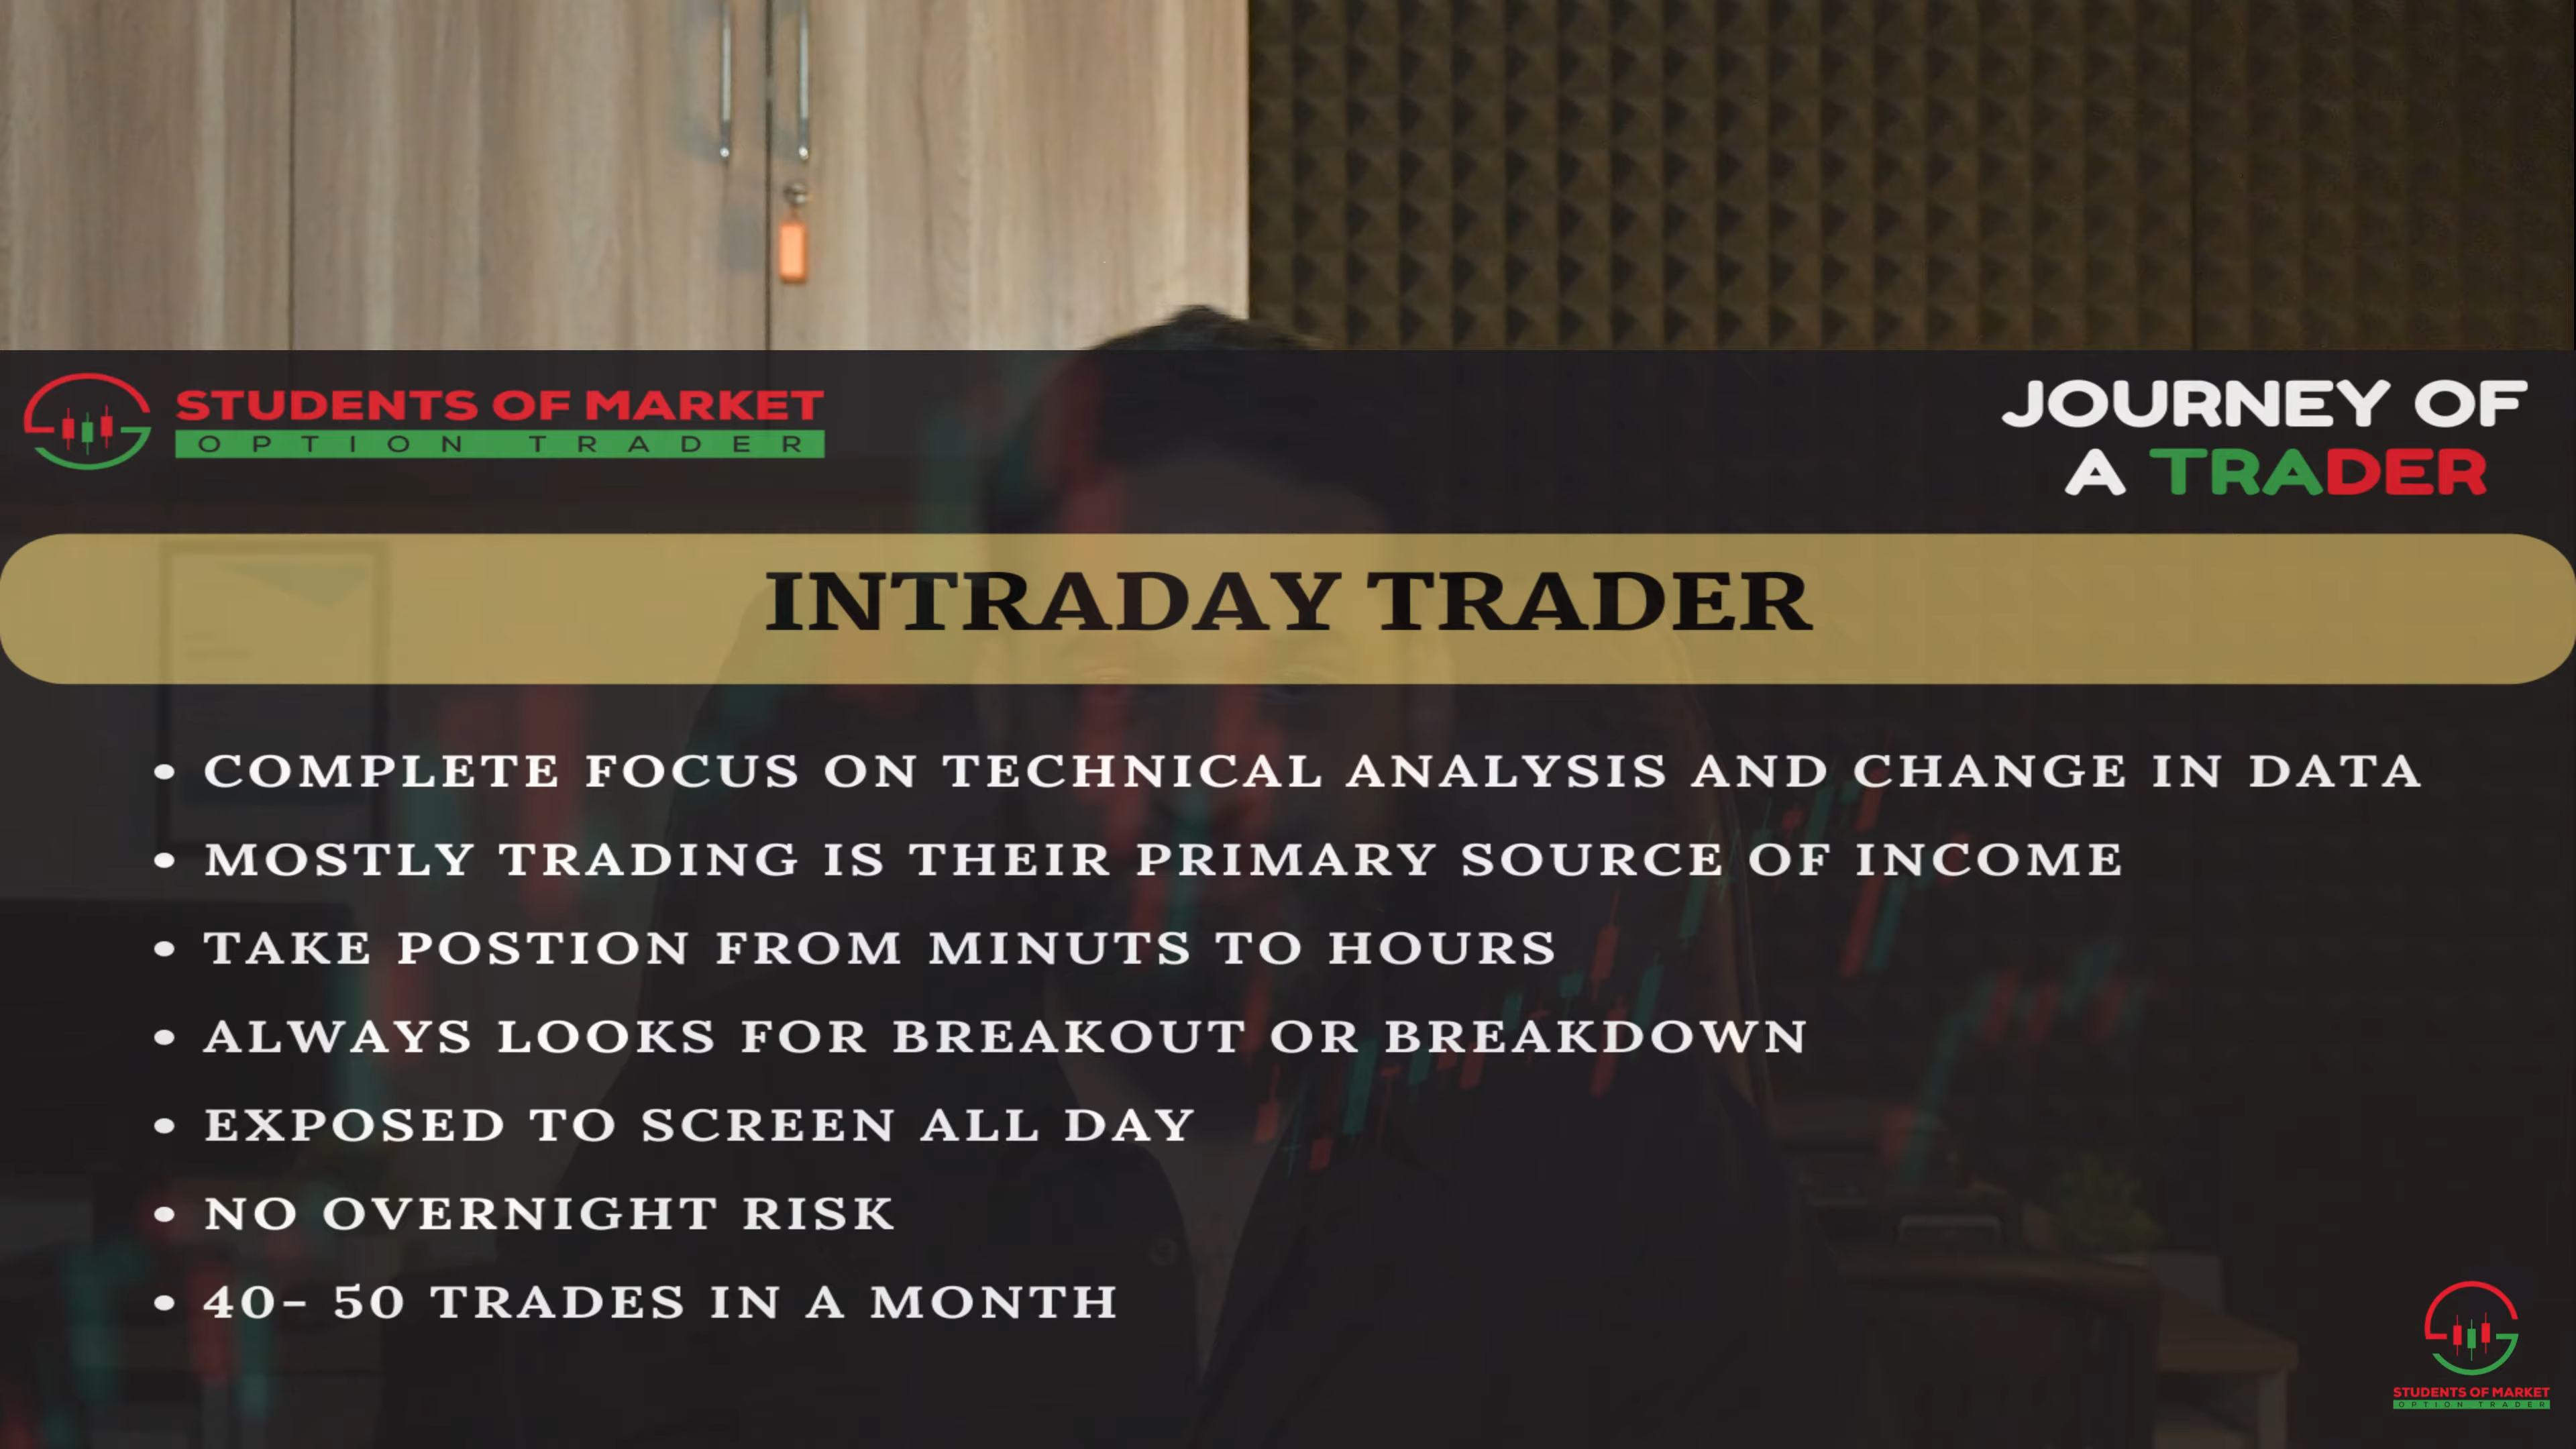 STUDENTS OF MARKET
OPTION TRADER
JOURNEY OF
A TRADER
INTRADAY TRADER
• COMPLETE FOCUS ON TECHNICAL ANALYSIS AND CHANGE IN DATA
• MOSTLY TRADING IS THEIR PRIMARY SOURCE OF INCOME
• TAKE POSTION FROM MINUTS TO HOURS
• ALWAYS LOOKS FOR BREAKOUT OR BREAKDOWN
• EXPOSED TO SCREEN ALL DAY
• NO OVERNIGHT RISK
• 40- 50 TRADES IN A MONTH
STUDENTS OF MARKET
OPTION TRADER